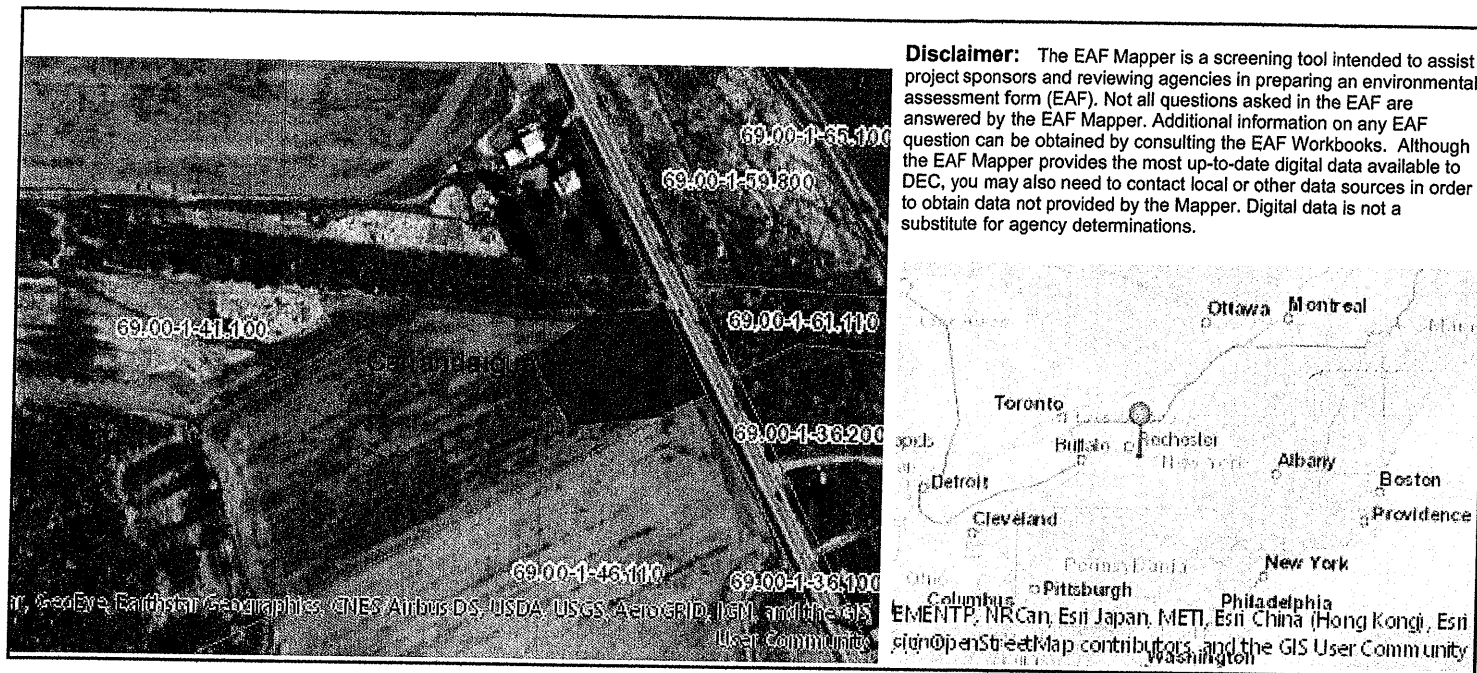 Disclaimer: The EAF Mapper is a screening tool intended to assist
project sponsors and reviewing agencies in preparing an environmental
assessment form (EAF). Not all questions asked in the EAF are
answered by the EAF Mapper. Additional information on any EAF
question can be obtained by consulting the EAF Workbooks. Although
the EAF Mapper provides the most up-to-date digital data available to
DEC, you may also need to contact local or other data sources in order
to obtain data not provided by the Mapper. Digital data is not a
substitute for agency determinations.
69.00-1-65.100
69.00-1-59.800
69.00-1-41.100
69.00-1-61.110
Canandaigua
69.00-1-36.200
69.00-1-46.110
69.00-1-36.100
GeoEye, Earthstar Geographics, CNES/Airbus DS, USDA, USGS, AeroGRID, IGN, and the GIS
User Community
Ottawa
Montreal
Toronto
Buffalo
Rochester
Albany
Detroit
Boston
Cleveland
Providence
Pennsylvania
New York
Ohio
Pittsburgh
Columbus
Philadelphia
EMENTP, NRCan, Esri Japan, METI, Esri China (Hong Kong), Esri
OpenStreetMap contributors, and the GIS User Community
Washington